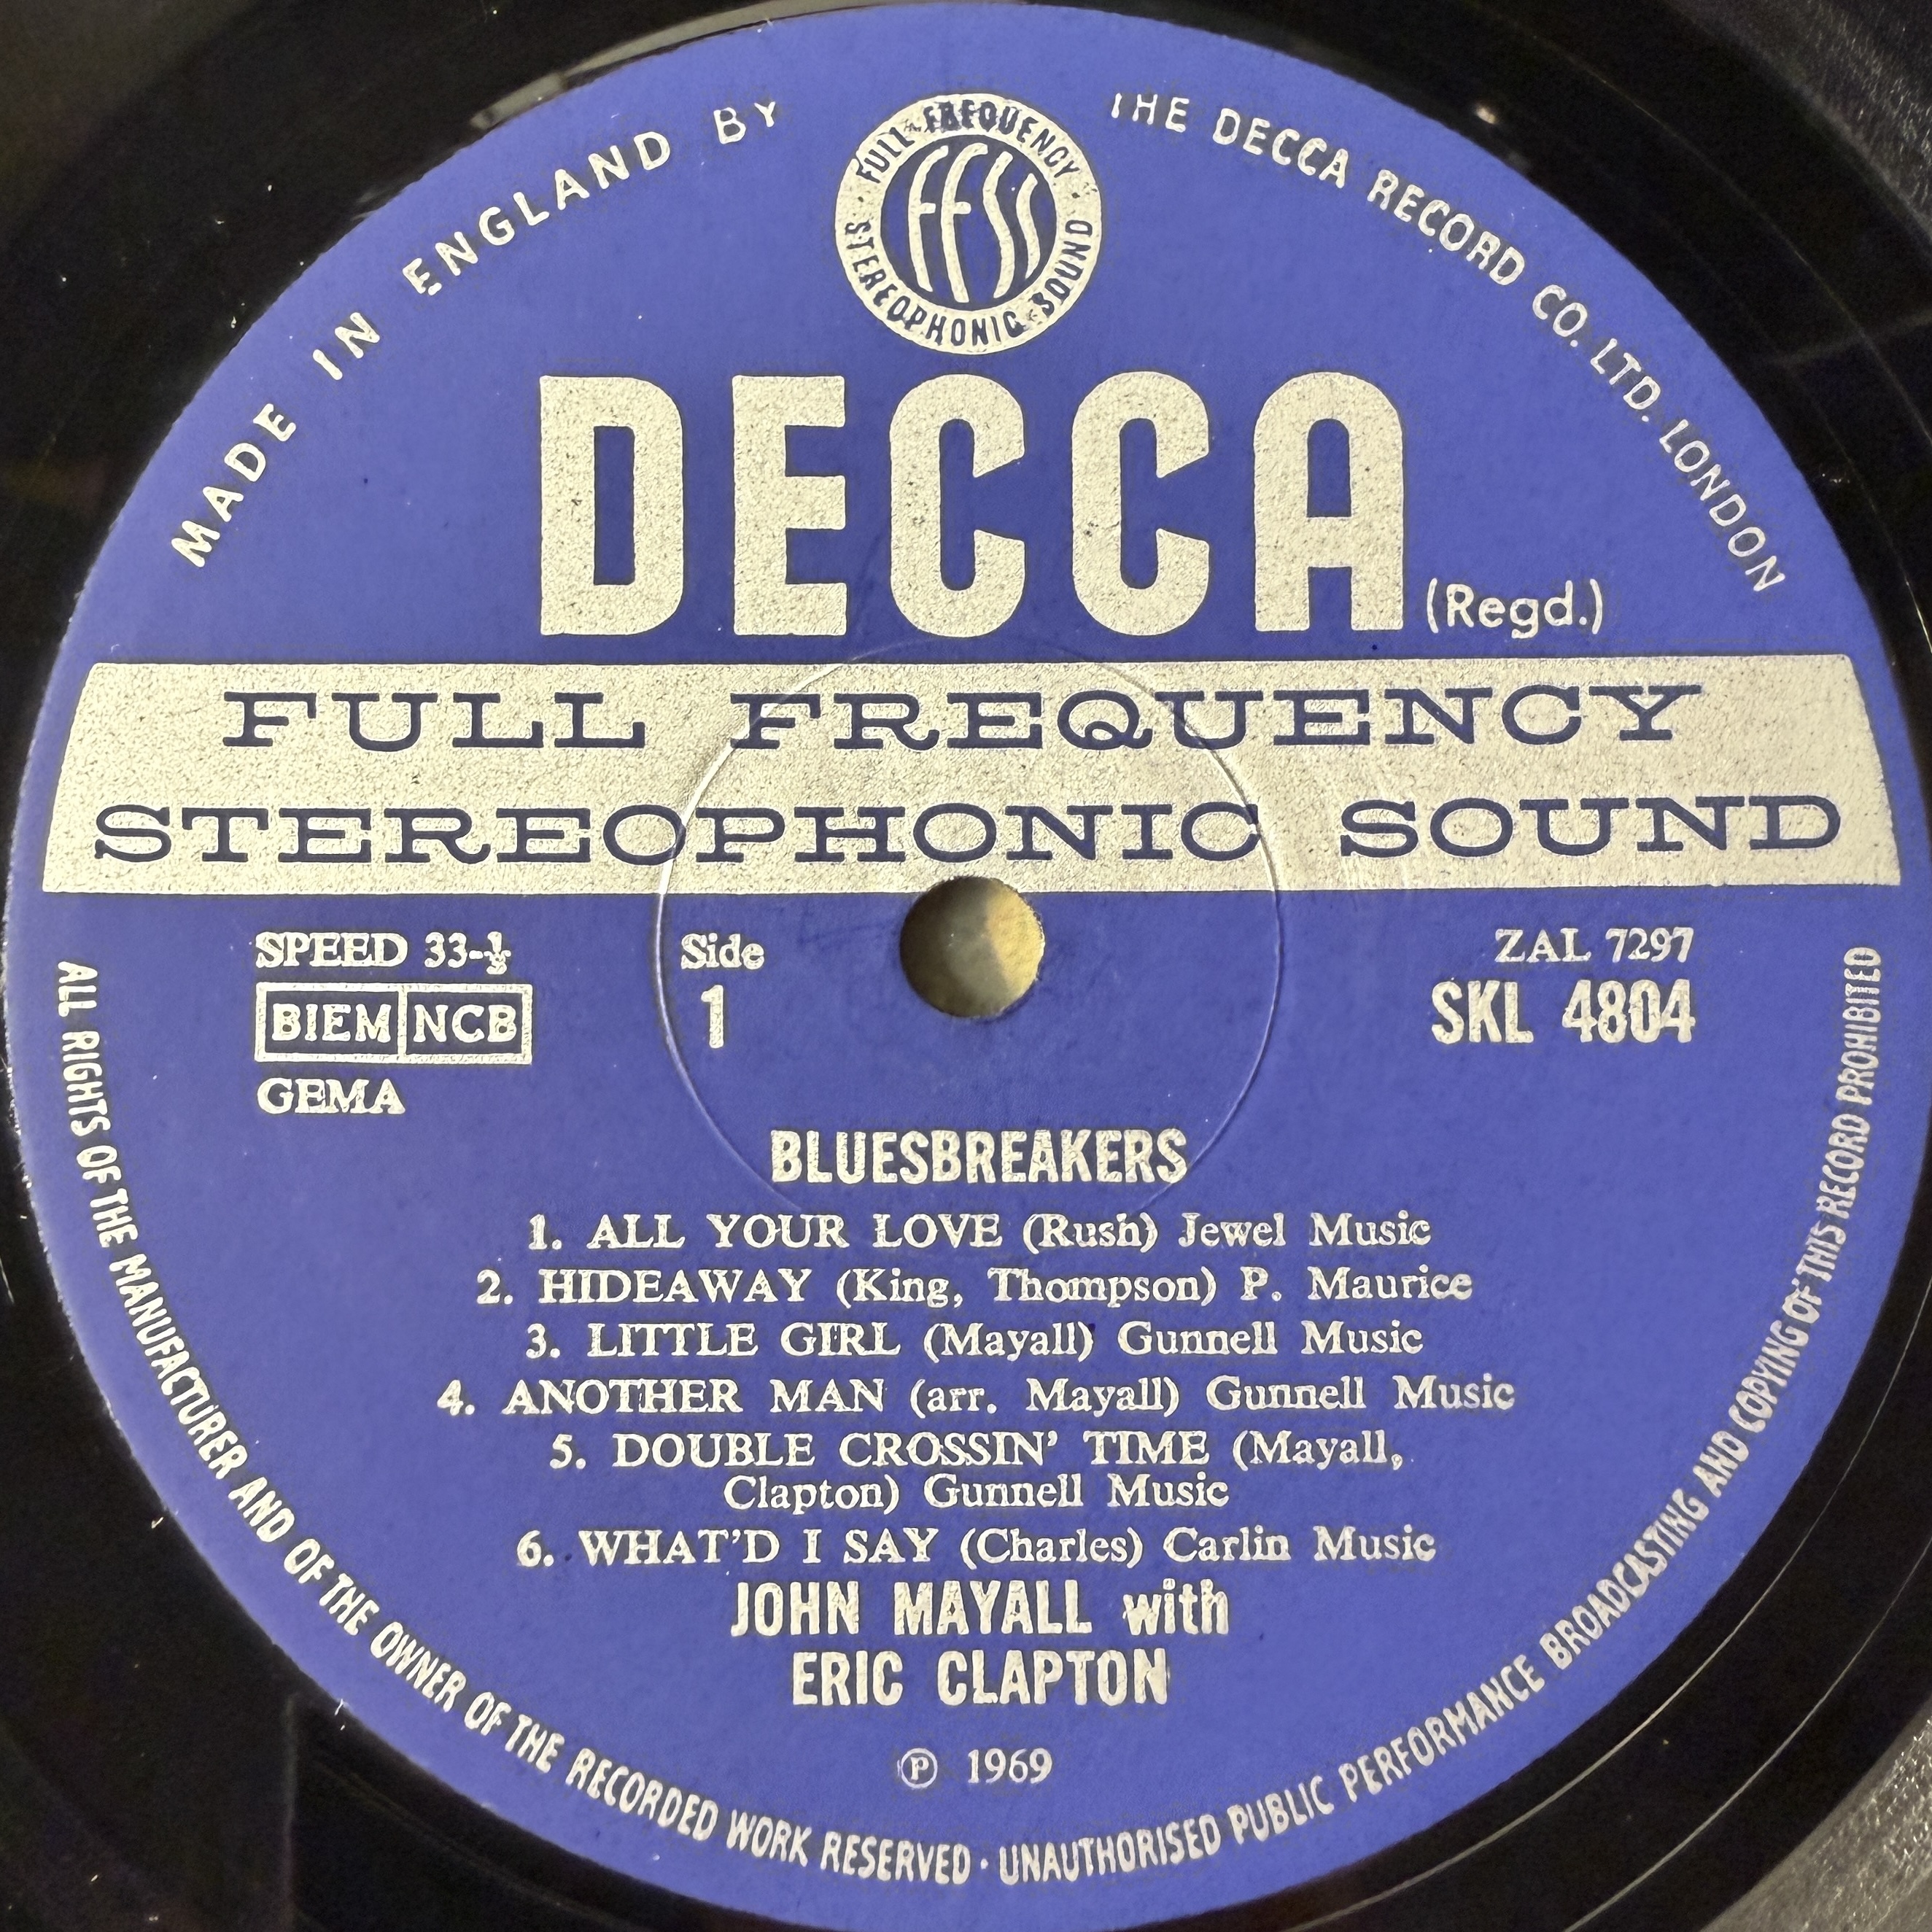 MADE IN ENGLAND BY THE DECCA RECORD CO. LTD. LONDON
FULL FREQUENCY
FFSS
STEREOPHONIC SOUND
DECCA (Regd.)
FULL FREQUENCY
STEREOPHONIC SOUND
SPEED 33-⅓
BIEM NCB
GEMA
Side
1
ZAL 7297
SKL 4804
BLUESBREAKERS
1. ALL YOUR LOVE (Rush) Jewel Music
2. HIDEAWAY (King, Thompson) P. Maurice
3. LITTLE GIRL (Mayall) Gunnell Music
4. ANOTHER MAN (arr. Mayall) Gunnell Music
5. DOUBLE CROSSIN' TIME (Mayall,
Clapton) Gunnell Music
6. WHAT'D I SAY (Charles) Carlin Music
JOHN MAYALL with
ERIC CLAPTON
℗ 1969
ALL RIGHTS OF THE MANUFACTURER AND OF THE OWNER OF THE RECORDED WORK RESERVED · UNAUTHORISED PUBLIC PERFORMANCE BROADCASTING AND COPYING OF THIS RECORD PROHIBITED